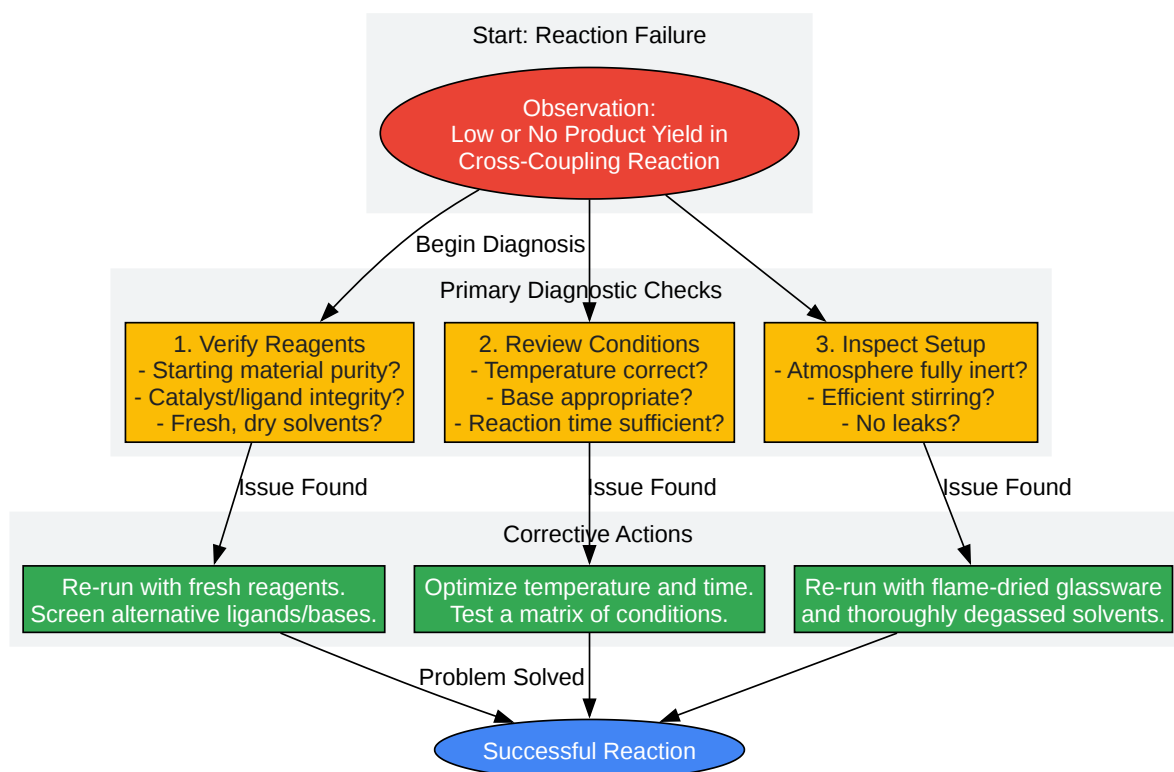 Start: Reaction Failure
Observation:
Low or No Product Yield in
Cross-Coupling Reaction
Begin Diagnosis
Primary Diagnostic Checks
1. Verify Reagents
- Starting material purity?
- Catalyst/ligand integrity?
- Fresh, dry solvents?
2. Review Conditions
- Temperature correct?
- Base appropriate?
- Reaction time sufficient?
3. Inspect Setup
- Atmosphere fully inert?
- Efficient stirring?
- No leaks?
Issue Found
Issue Found
Issue Found
Corrective Actions
Re-run with fresh reagents.
Screen alternative ligands/bases.
Optimize temperature and time.
Test a matrix of conditions.
Re-run with flame-dried glassware
and thoroughly degassed solvents.
Problem Solved
Successful Reaction